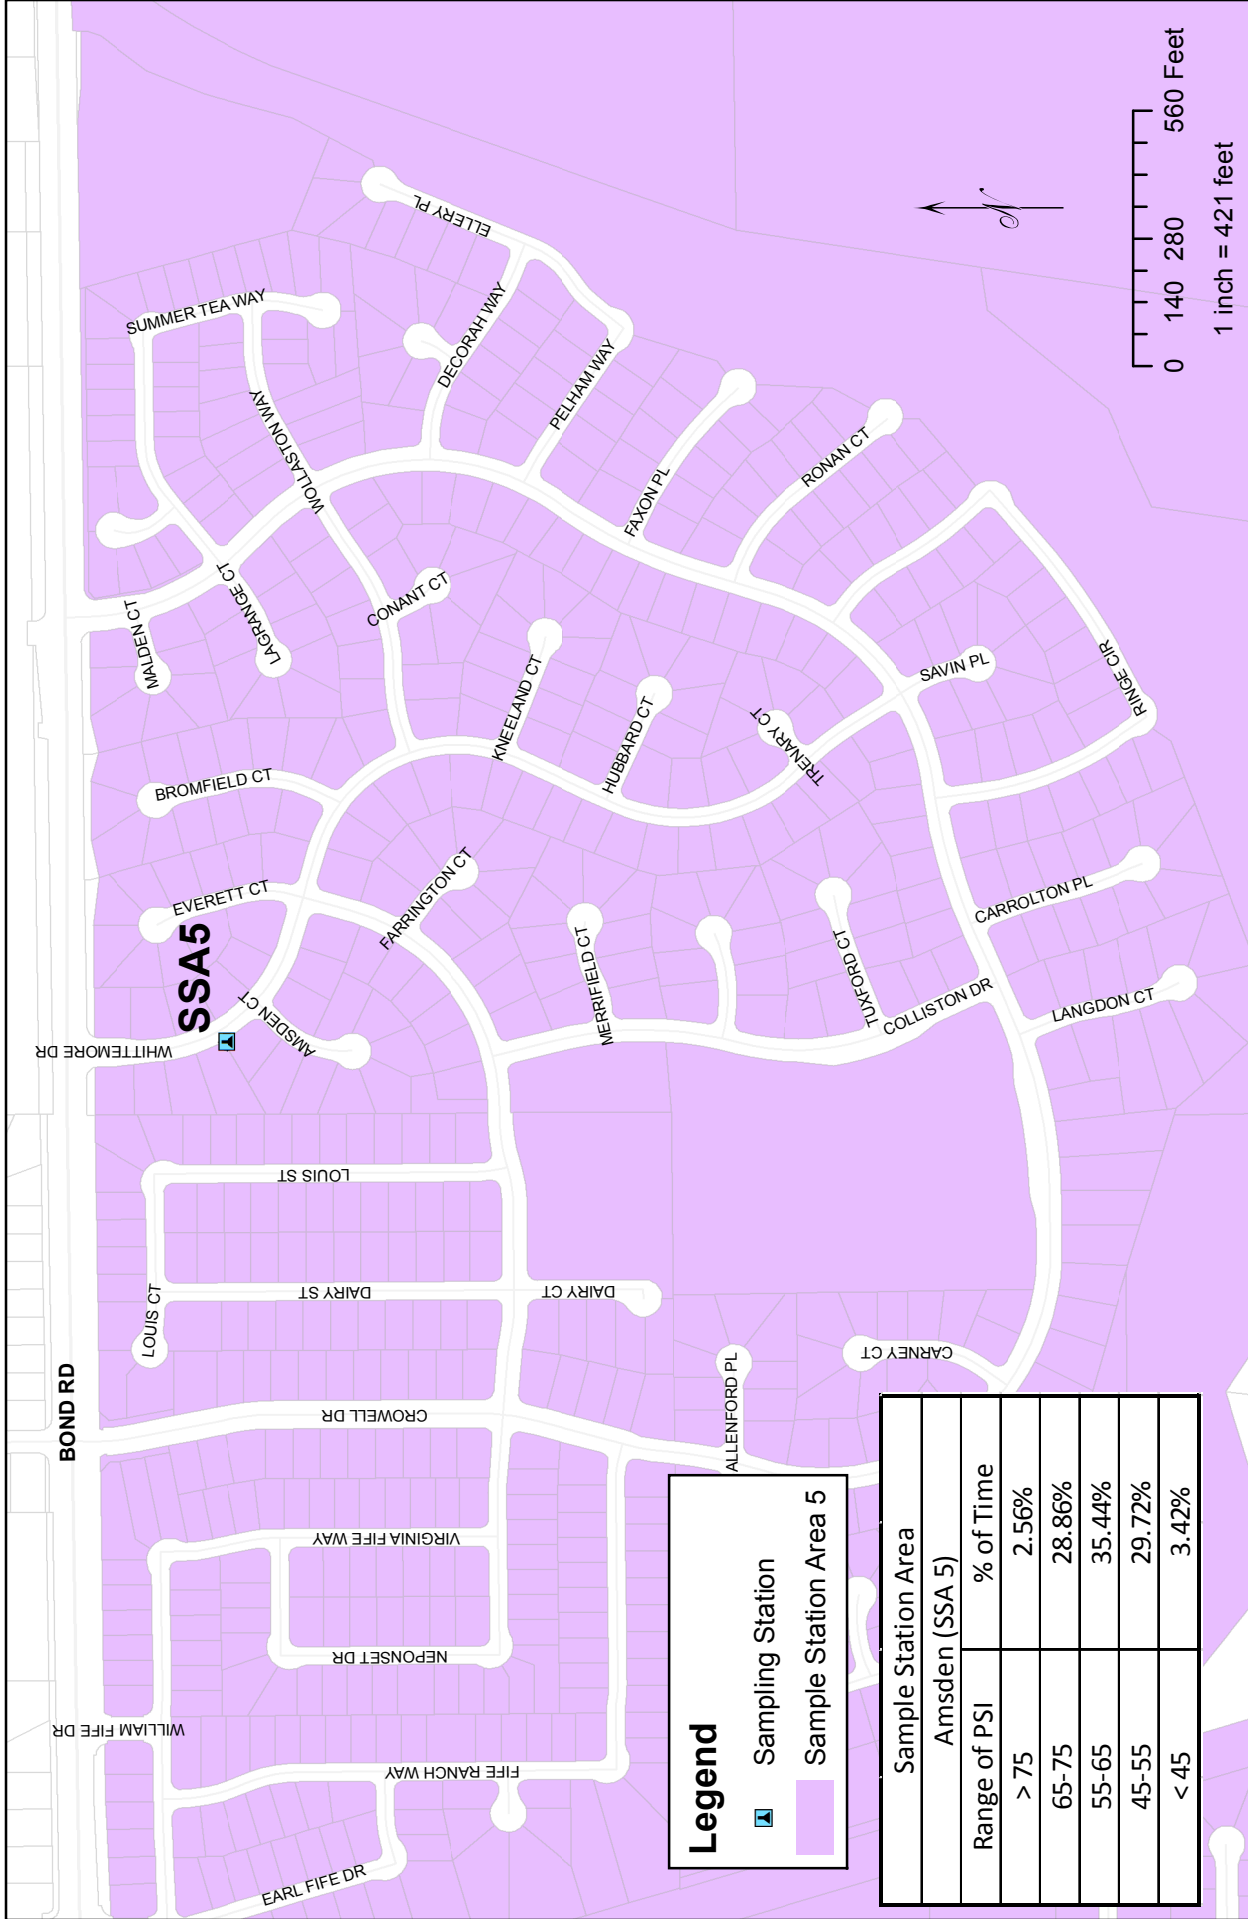 BOND RD
WHITTEMORE DR
SSA5
AMSDEN CT
EVERETT CT
BROMFIELD CT
MALDEN CT
LAGRANGE CT
SUMMER TEA WAY
WOLLASTON WAY
ELLERY PL
DECORAH WAY
PELHAM WAY
FAXON PL
RONAN CT
CONANT CT
KNEELAND CT
HUBBARD CT
TRENARY CT
TRENARY
SAVIN PL
RINGE CIR
FARRINGTON CT
MERRIFIELD CT
TUXFORD CT
COLLISTON DR
CARROLTON PL
LANGDON CT
LOUIS ST
LOUIS CT
DAIRY ST
DAIRY CT
CROWELL DR
ALLENFORD PL
CARNEY CT
VIRGINIA FIFE WAY
NEPONSET DR
WILLIAM FIFE DR
FIFE RANCH WAY
EARL FIFE DR
Legend
Sampling Station
Sample Station Area 5
Sample Station Area
Amsden (SSA 5)
Range of PSI % of Time
> 75 2.56%
65-75 28.86%
55-65 35.44%
45-55 29.72%
< 45 3.42%
N
0 140 280 560 Feet
1 inch = 421 feet